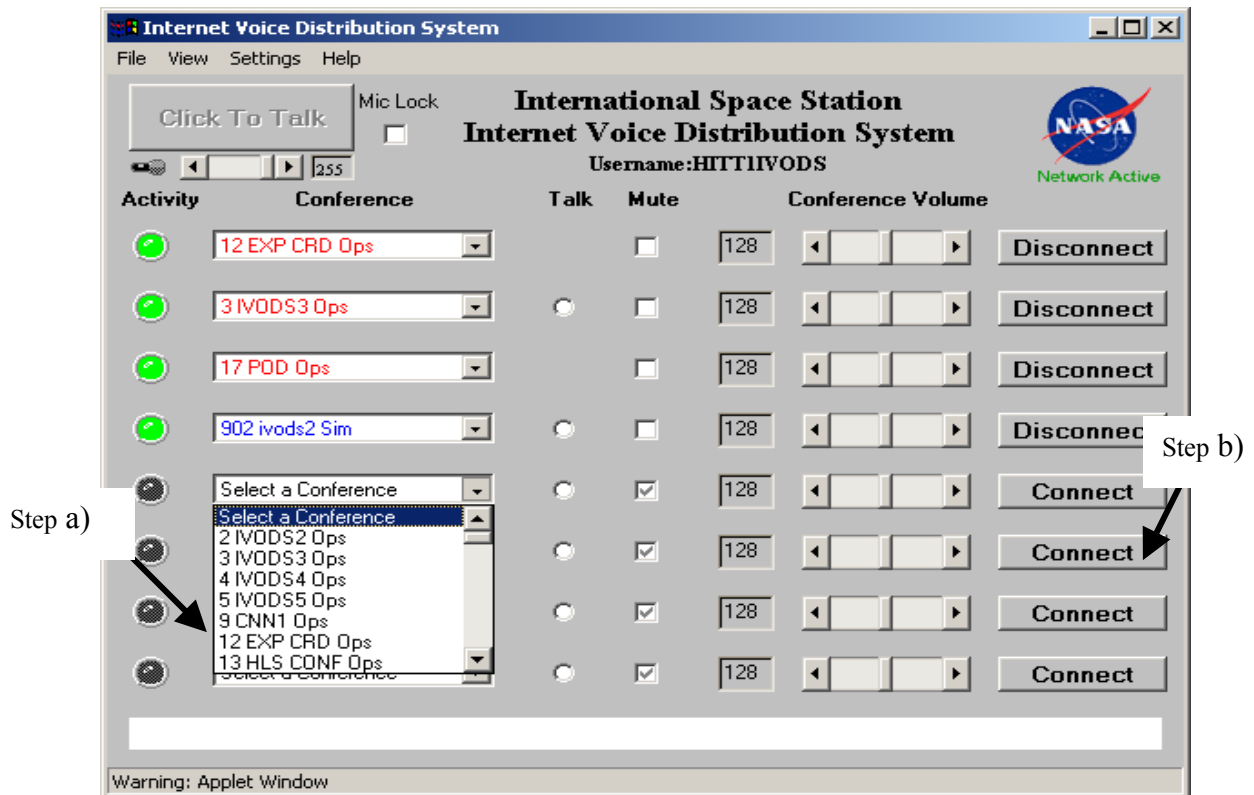 Internet Voice Distribution System
File View Settings Help
Click To Talk
Mic Lock
255
International Space Station
Internet Voice Distribution System
Username:HITT1IVODS
NASA
Network Active
Activity Conference Talk Mute Conference Volume
12 EXP CRD Ops 128 Disconnect
3 IVODS3 Ops 128 Disconnect
17 POD Ops 128 Disconnect
902 ivods2 Sim 128 Disconnec
Step b)
Select a Conference 128 Connect
Step a)
Select a Conference
2 IVODS2 Ops
3 IVODS3 Ops
128 Connect
4 IVODS4 Ops
5 IVODS5 Ops
9 CNN1 Ops
128 Connect
12 EXP CRD Ops
13 HLS CONF Ops
Select a Conference 128 Connect
Warning: Applet Window